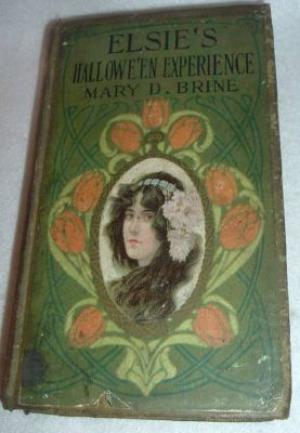 ELSIE'S
HALLOWE'EN EXPERIENCE
MARY D. BRINE